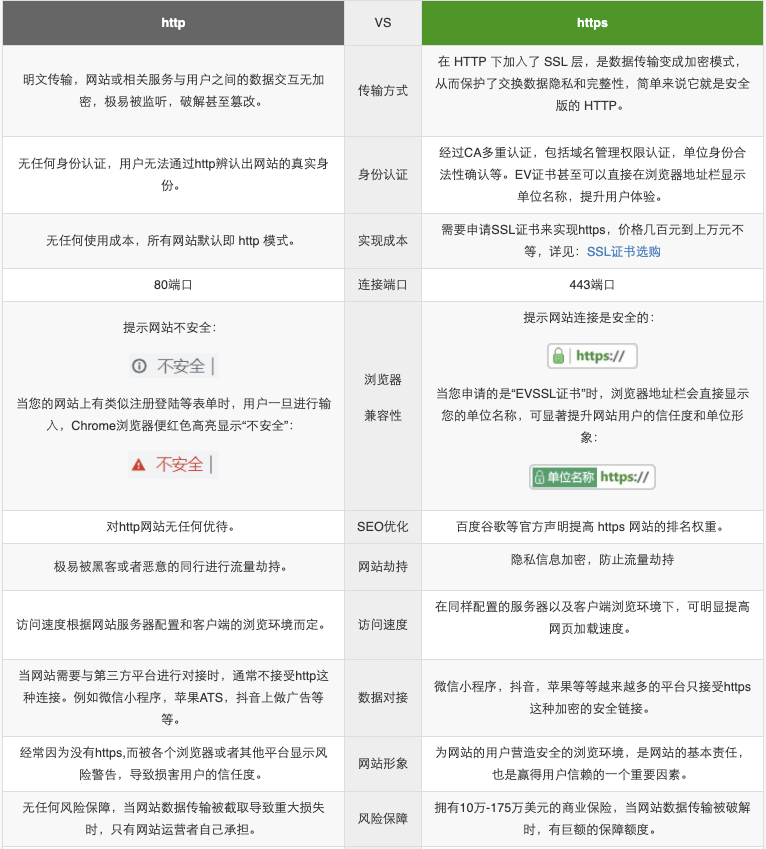 http
VS
https
明文传输，网站或相关服务与用户之间的数据交互无加
密，极易被监听，破解甚至篡改。
传输方式
在 HTTP 下加入了 SSL 层，是数据传输变成加密模式，
从而保护了交换数据隐私和完整性，简单来说它就是安全
版的 HTTP。
无任何身份认证，用户无法通过http辨认出网站的真实身
份。
身份认证
经过CA多重认证，包括域名管理权限认证，单位身份合
法性确认等。EV证书甚至可以直接在浏览器地址栏显示
单位名称，提升用户体验。
无任何使用成本，所有网站默认即 http 模式。
实现成本
需要申请SSL证书来实现https，价格几百元到上万元不
等，详见：SSL证书选购
80端口
连接端口
443端口
提示网站不安全：
不安全
当您的网站上有类似注册登陆等表单时，用户一旦进行输
入，Chrome浏览器便红色高亮显示“不安全”：
不安全
浏览器
兼容性
提示网站连接是安全的：
https://
当您申请的是“EVSSL证书”时，浏览器地址栏会直接显示
您的单位名称，可显著提升网站用户的信任度和单位形
象：
单位名称 https://
对http网站无任何优待。
SEO优化
百度谷歌等官方声明提高 https 网站的排名权重。
极易被黑客或者恶意的同行进行流量劫持。
网站劫持
隐私信息加密，防止流量劫持
访问速度根据网站服务器配置和客户端的浏览环境而定。
访问速度
在同样配置的服务器以及客户端浏览环境下，可明显提高
网页加载速度。
当网站需要与第三方平台进行对接时，通常不接受http这
种连接。例如微信小程序，苹果ATS，抖音上做广告等
等。
数据对接
微信小程序，抖音，苹果等等越来越多的平台只接受https
这种加密的安全链接。
经常因为没有https,而被各个浏览器或者其他平台显示风
险警告，导致损害用户的信任度。
网站形象
为网站的用户营造安全的浏览环境，是网站的基本责任，
也是赢得用户信赖的一个重要因素。
无任何风险保障，当网站数据传输被截取导致重大损失
时，只有网站运营者自己承担。
风险保障
拥有10万-175万美元的商业保险，当网站数据传输被破解
时，有巨额的保障额度。